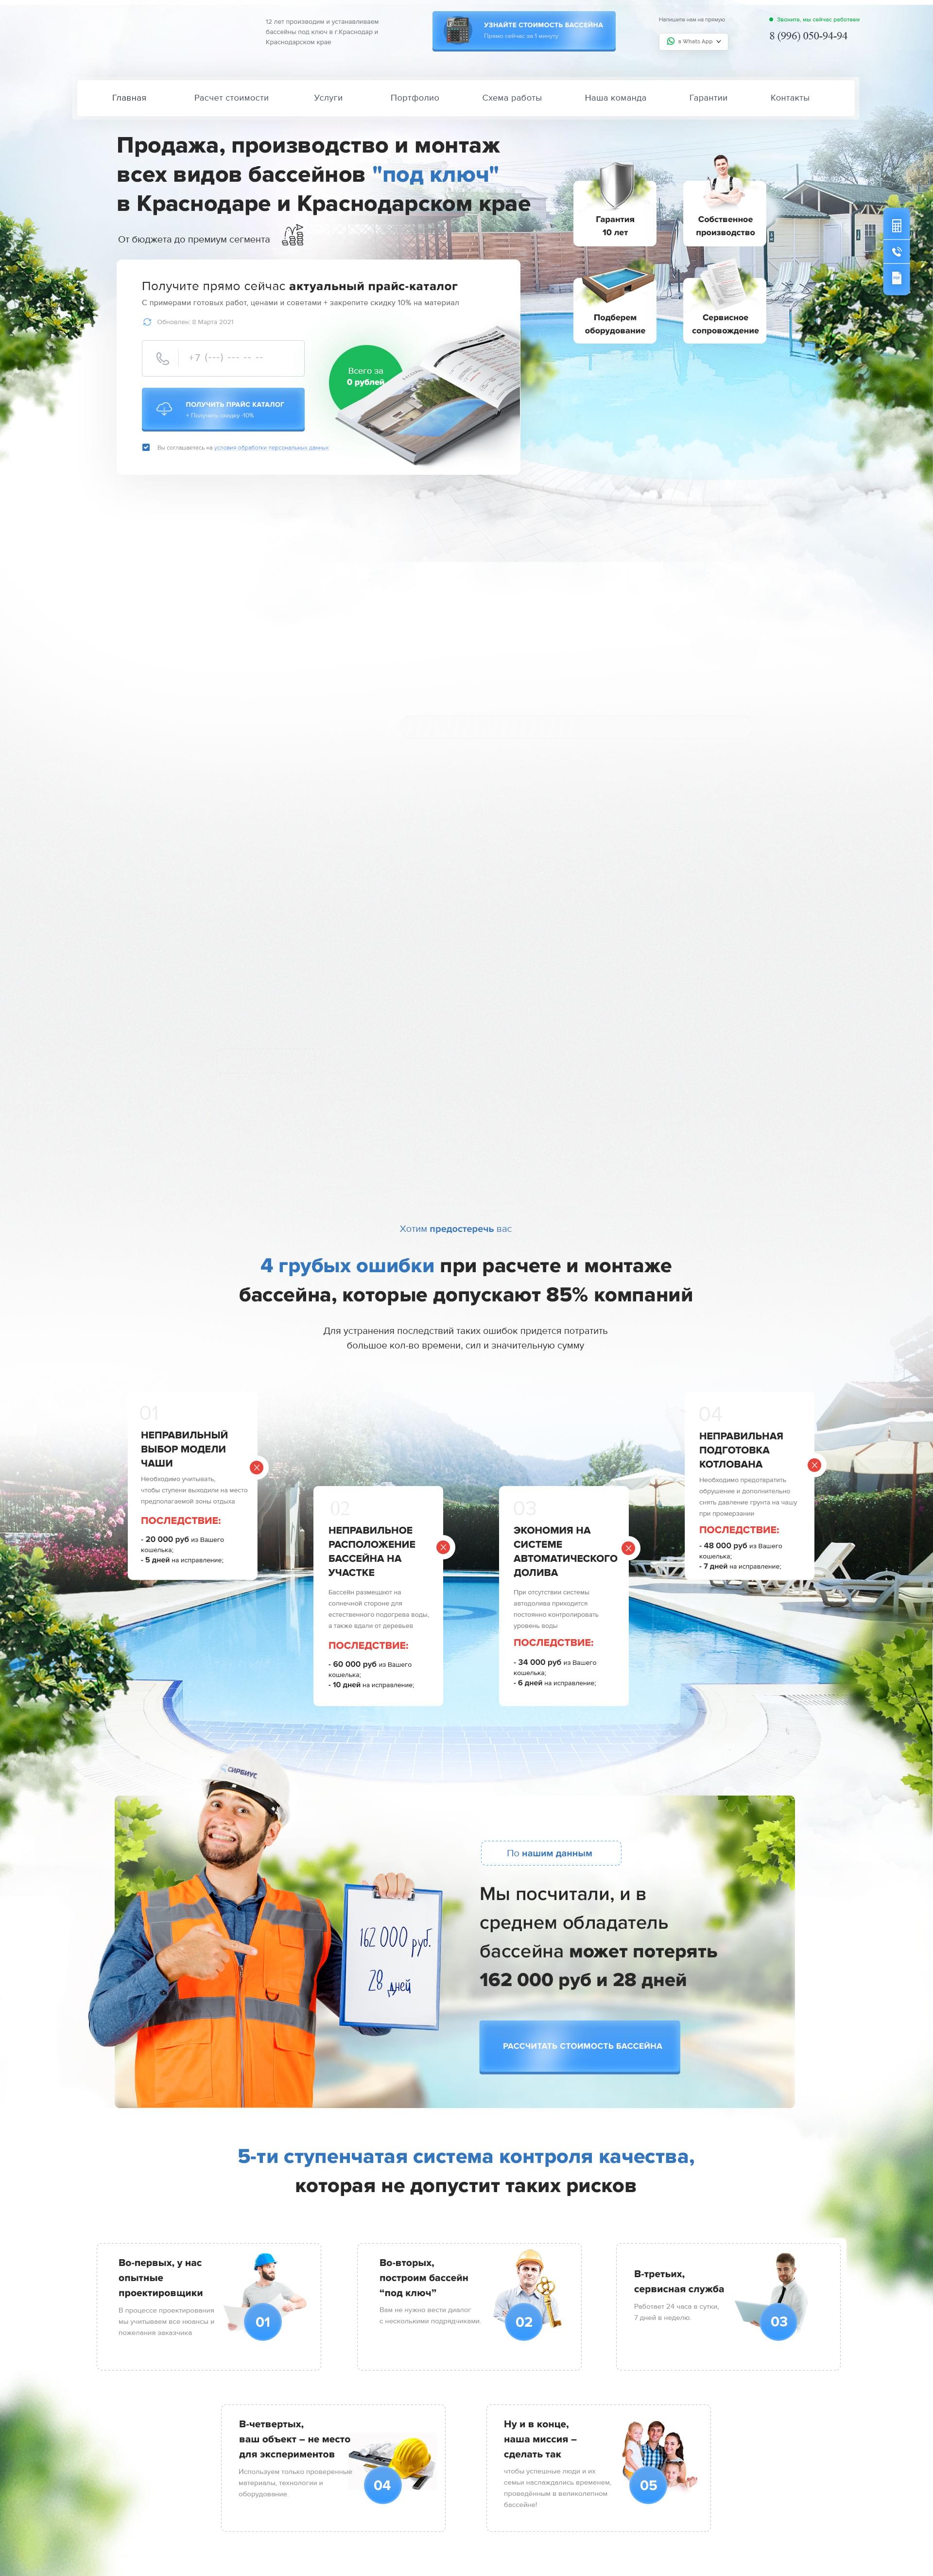 12 лет производим и устанавливаем
бассейны под ключ в г Краснодар и
Краснодарском крае
УЗНАЙТЕ СТОИМОСТЬ БАССЕЙНА
Прямо сейчас за 1 минуту
Напишите нам на прямую
в Whats App
Звоните, мы сейчас работаем
8 (996) 050-94-94
Главная
Расчет стоимости
Услуги
Портфолио
Схема работы
Наша команда
Гарантии
Контакты
Продажа, производство и монтаж
всех видов бассейнов "под ключ"
в Краснодаре и Краснодарском крае
От бюджета до премиум сегмента
Гарантия
10 лет
Собственное
производство
Подберем
оборудование
Сервисное
сопровождение
Получите прямо сейчас актуальный прайс-каталог
С примерами готовых работ, ценами и советами + закрепите скидку 10% на материал
Обновлен: 8 Марта 2021
+7 (---) --- -- --
ПОЛУЧИТЬ ПРАЙС КАТАЛОГ
+ Получить скидку -10%
Вы соглашаетесь на условия обработки персональных данных
Всего за
0 рублей
Хотим предостеречь вас
4 грубых ошибки при расчете и монтаже
бассейна, которые допускают 85% компаний
Для устранения последствий таких ошибок придется потратить
большое кол-во времени, сил и значительную сумму
01
НЕПРАВИЛЬНЫЙ
ВЫБОР МОДЕЛИ
ЧАШИ
Необходимо учитывать,
чтобы ступени выходили на место
предполагаемой зоны отдыха
ПОСЛЕДСТВИЕ:
- 20 000 руб из Вашего
кошелька;
- 5 дней на исправление;
02
НЕПРАВИЛЬНОЕ
РАСПОЛОЖЕНИЕ
БАССЕЙНА НА
УЧАСТКЕ
Бассейн размещают на
солнечной стороне для
естественного подогрева воды,
а также вдали от деревьев
ПОСЛЕДСТВИЕ:
- 60 000 руб из Вашего
кошелька;
- 10 дней на исправление;
03
ЭКОНОМИЯ НА
СИСТЕМЕ
АВТОМАТИЧЕСКОГО
ДОЛИВА
При отсутствии системы
автодолива приходится
постоянно контролировать
уровень воды
ПОСЛЕДСТВИЕ:
- 34 000 руб из Вашего
кошелька;
- 6 дней на исправление;
04
НЕПРАВИЛЬНАЯ
ПОДГОТОВКА
КОТЛОВАНА
Необходимо предотвратить
обрушение и дополнительно
снять давление грунта на чашу
при промерзании
ПОСЛЕДСТВИЕ:
- 48 000 руб из Вашего
кошелька;
- 7 дней на исправление;
СИРБИУС
162 000 руб.
28 дней
По нашим данным
Мы посчитали, и в
среднем обладатель
бассейна может потерять
162 000 руб и 28 дней
РАССЧИТАТЬ СТОИМОСТЬ БАССЕЙНА
5-ти ступенчатая система контроля качества,
которая не допустит таких рисков
Во-первых, у нас
опытные
проектировщики
В процессе проектирования
мы учитываем все нюансы и
пожелания заказчика
01
Во-вторых,
построим бассейн
“под ключ”
Вам не нужно вести диалог
с несколькими подрядчиками.
02
В-третьих,
сервисная служба
Работает 24 часа в сутки,
7 дней в неделю.
03
В-четвертых,
ваш объект – не место
для экспериментов
Используем только проверенные
материалы, технологии и
оборудование.
04
Ну и в конце,
наша миссия –
сделать так
чтобы успешные люди и их
семьи наслаждались временем,
проведённым в великолепном
бассейне!
05